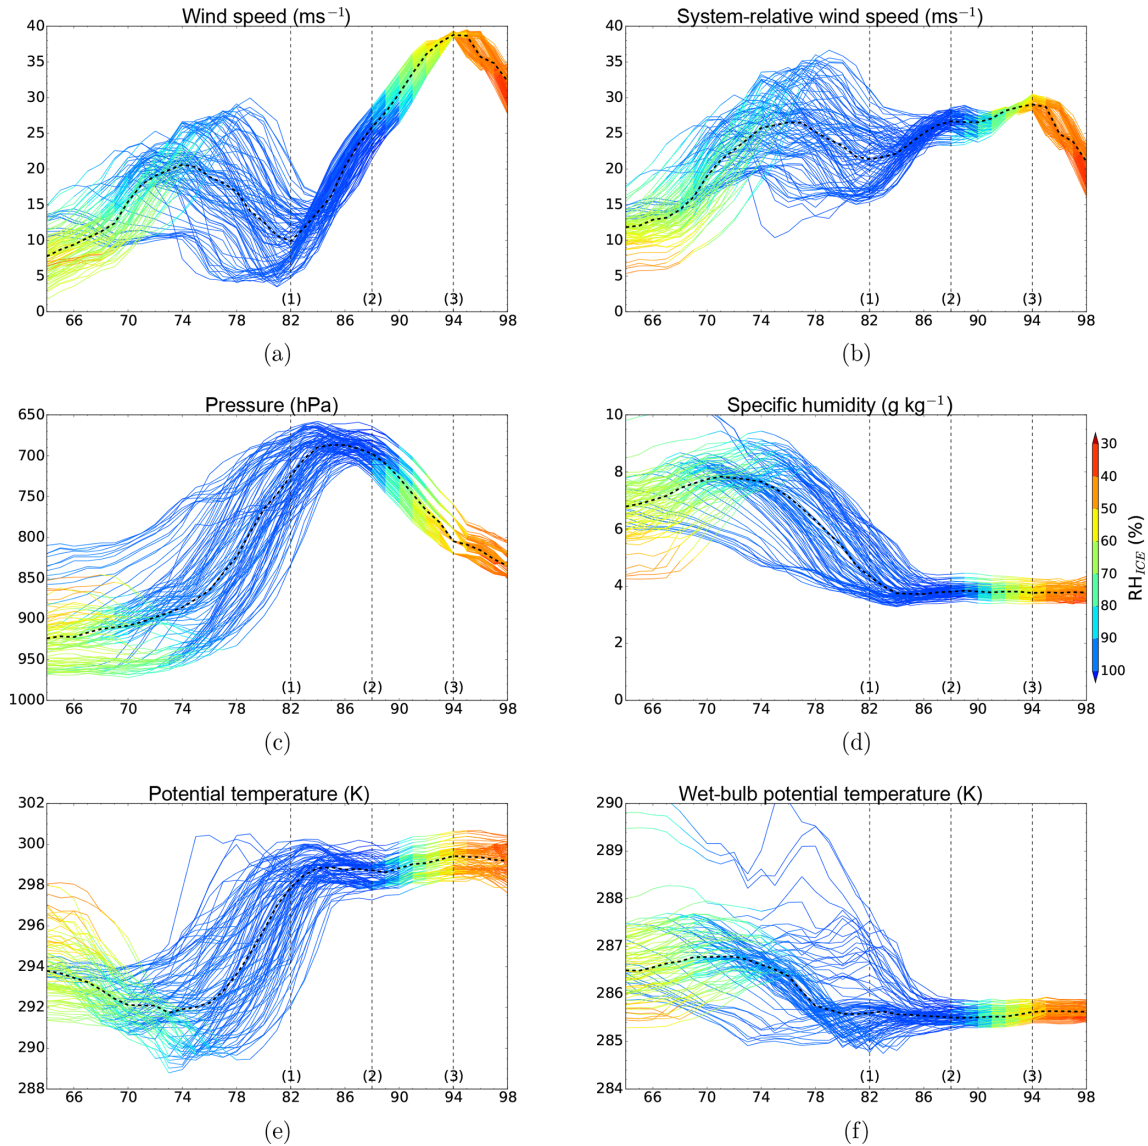 Wind speed (ms⁻¹)
40
35
30
25
20
15
10
5
0
(1) (2) (3)
66 70 74 78 82 86 90 94 98
(a)
System-relative wind speed (ms⁻¹)
40
35
30
25
20
15
10
5
0
(1) (2) (3)
66 70 74 78 82 86 90 94 98
(b)
Pressure (hPa)
650
700
750
800
850
900
950
1000
(1) (2) (3)
66 70 74 78 82 86 90 94 98
(c)
Specific humidity (g kg⁻¹)
10
8
6
4
2
0
(1) (2) (3)
66 70 74 78 82 86 90 94 98
(d)
30
40
50
60
70
80
90
100
RH_ICE (%)
Potential temperature (K)
302
300
298
296
294
292
290
288
(1) (2) (3)
66 70 74 78 82 86 90 94 98
(e)
Wet-bulb potential temperature (K)
290
289
288
287
286
285
284
(1) (2) (3)
66 70 74 78 82 86 90 94 98
(f)